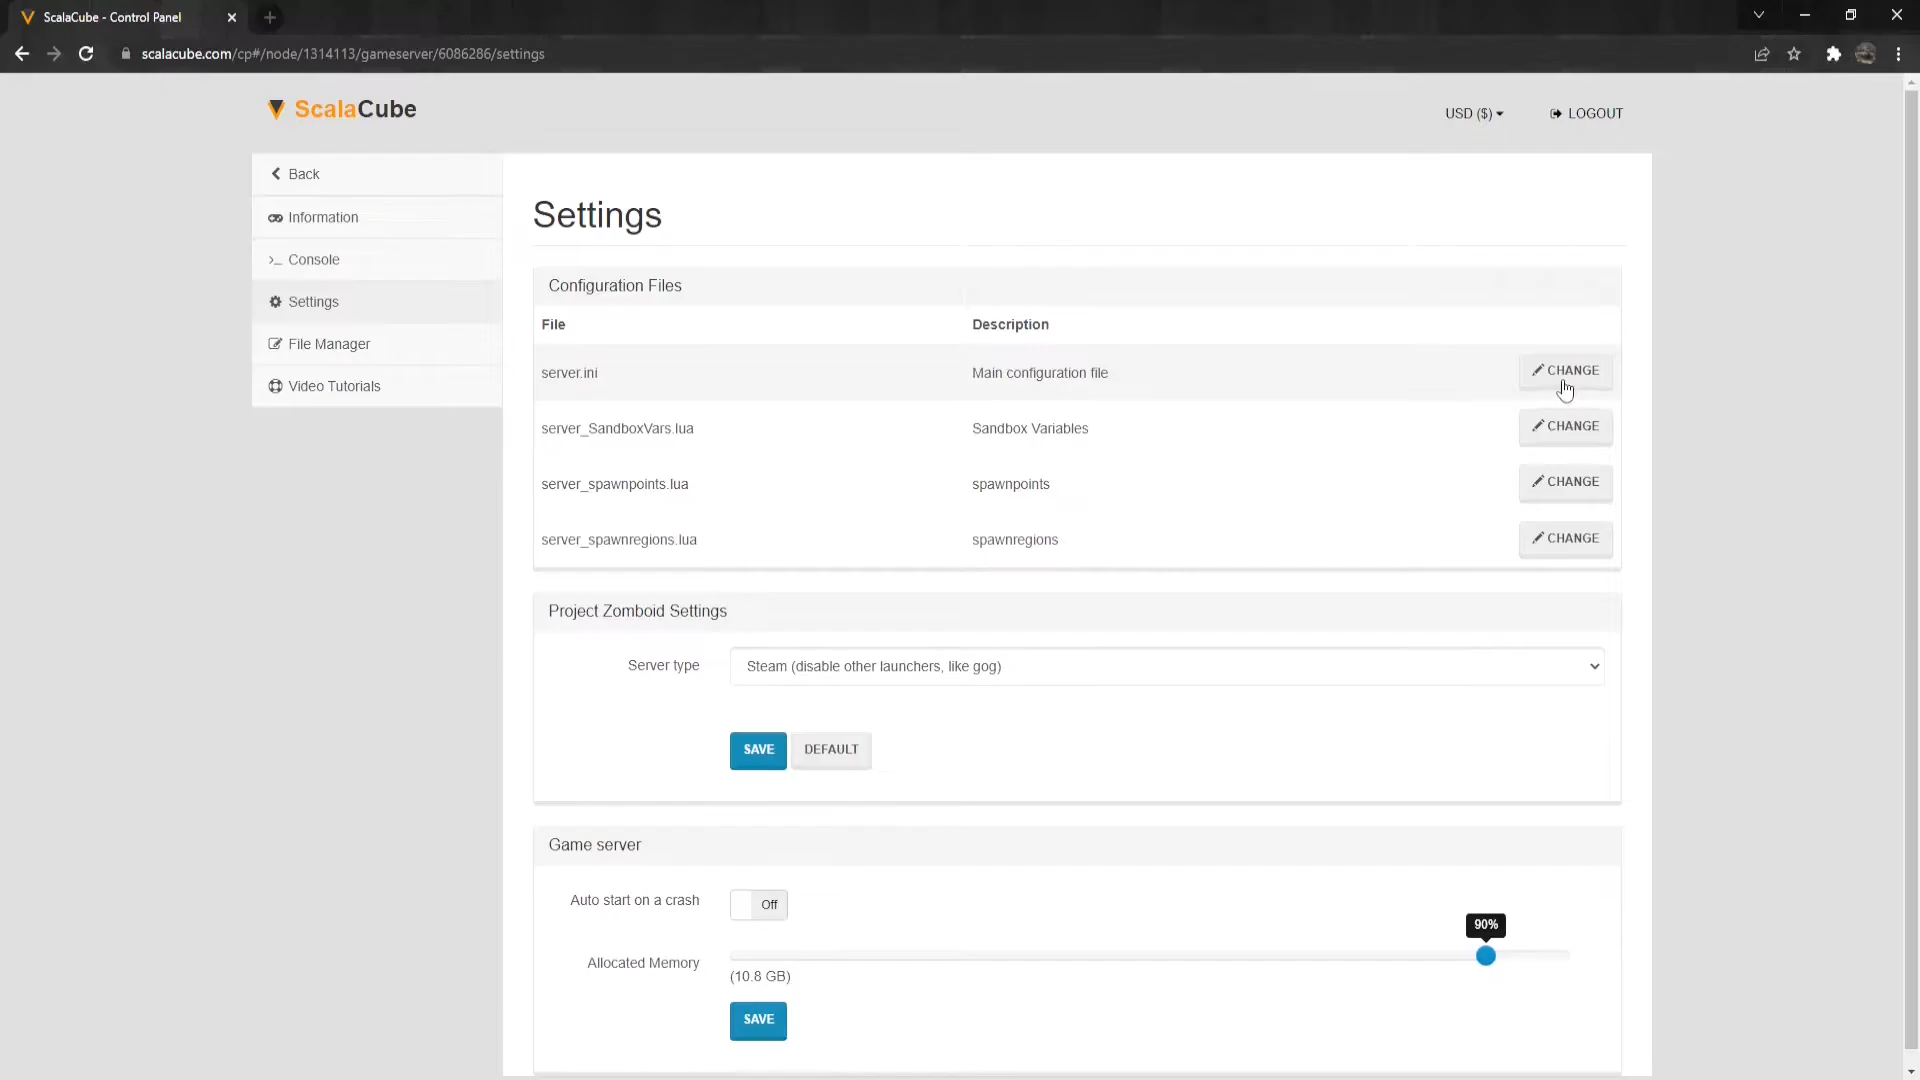 ScalaCube - Control Panel
scalacube.com/cp#/node/1314113/gameserver/6086286/settings
ScalaCube
USD ($)
LOGOUT
Back
Information
Console
Settings
File Manager
Video Tutorials
Settings
Configuration Files
File Description
server.ini Main configuration file CHANGE
server_SandboxVars.lua Sandbox Variables CHANGE
server_spawnpoints.lua spawnpoints CHANGE
server_spawnregions.lua spawnregions CHANGE
Project Zomboid Settings
Server type Steam (disable other launchers, like gog)
SAVE DEFAULT
Game server
Auto start on a crash Off
90%
Allocated Memory
(10.8 GB)
SAVE